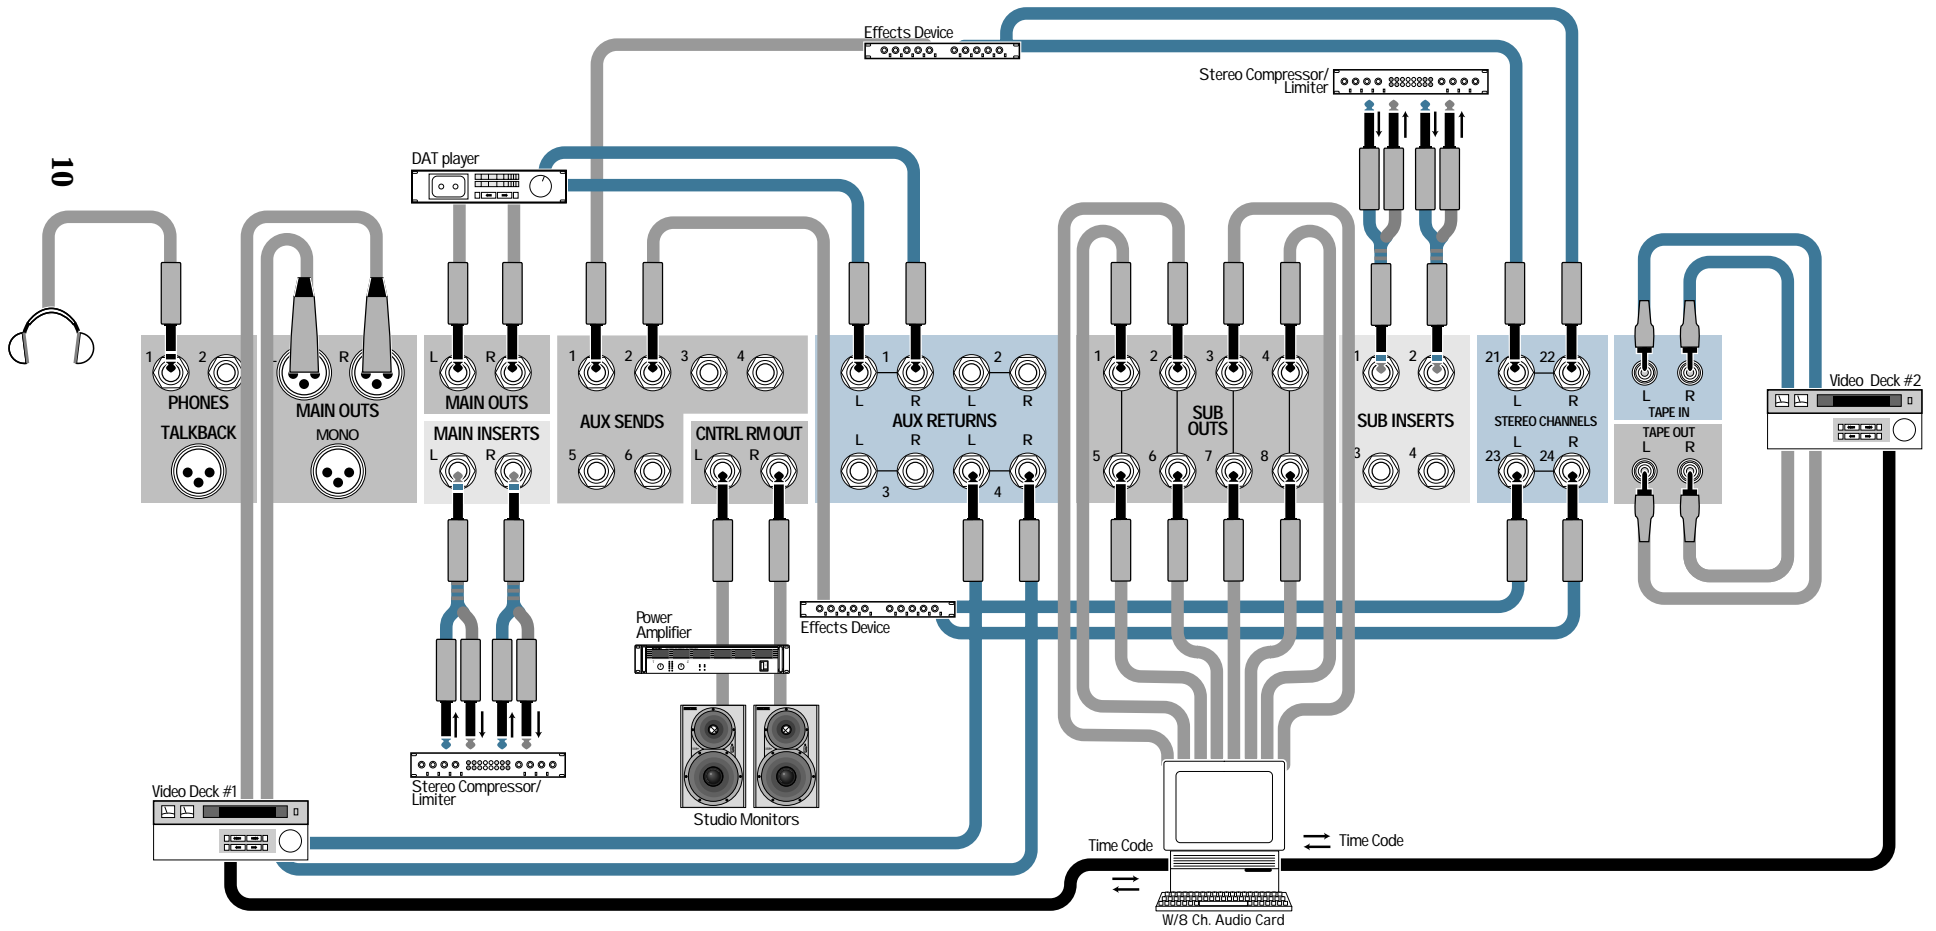 Effects Device
Stereo Compressor/
Limiter
10
DAT player
1 2
PHONES
TALKBACK
L R
MAIN OUTS
MONO
L R
MAIN OUTS
MAIN INSERTS
L R
1 2 3 4
AUX SENDS
5 6
CNTRL RM OUT
L R
1 2
L R L R
AUX RETURNS
L R L R
3 4
1 2 3 4
SUB
OUTS
5 6 7 8
1 2
SUB INSERTS
3 4
21 22
L R
STEREO CHANNELS
L R
23 24
L R
TAPE IN
TAPE OUT
L R
Video Deck #2
Power
Amplifier
Effects Device
Stereo Compressor/
Limiter
Studio Monitors
Video Deck #1
Time Code
Time Code
W/8 Ch. Audio Card